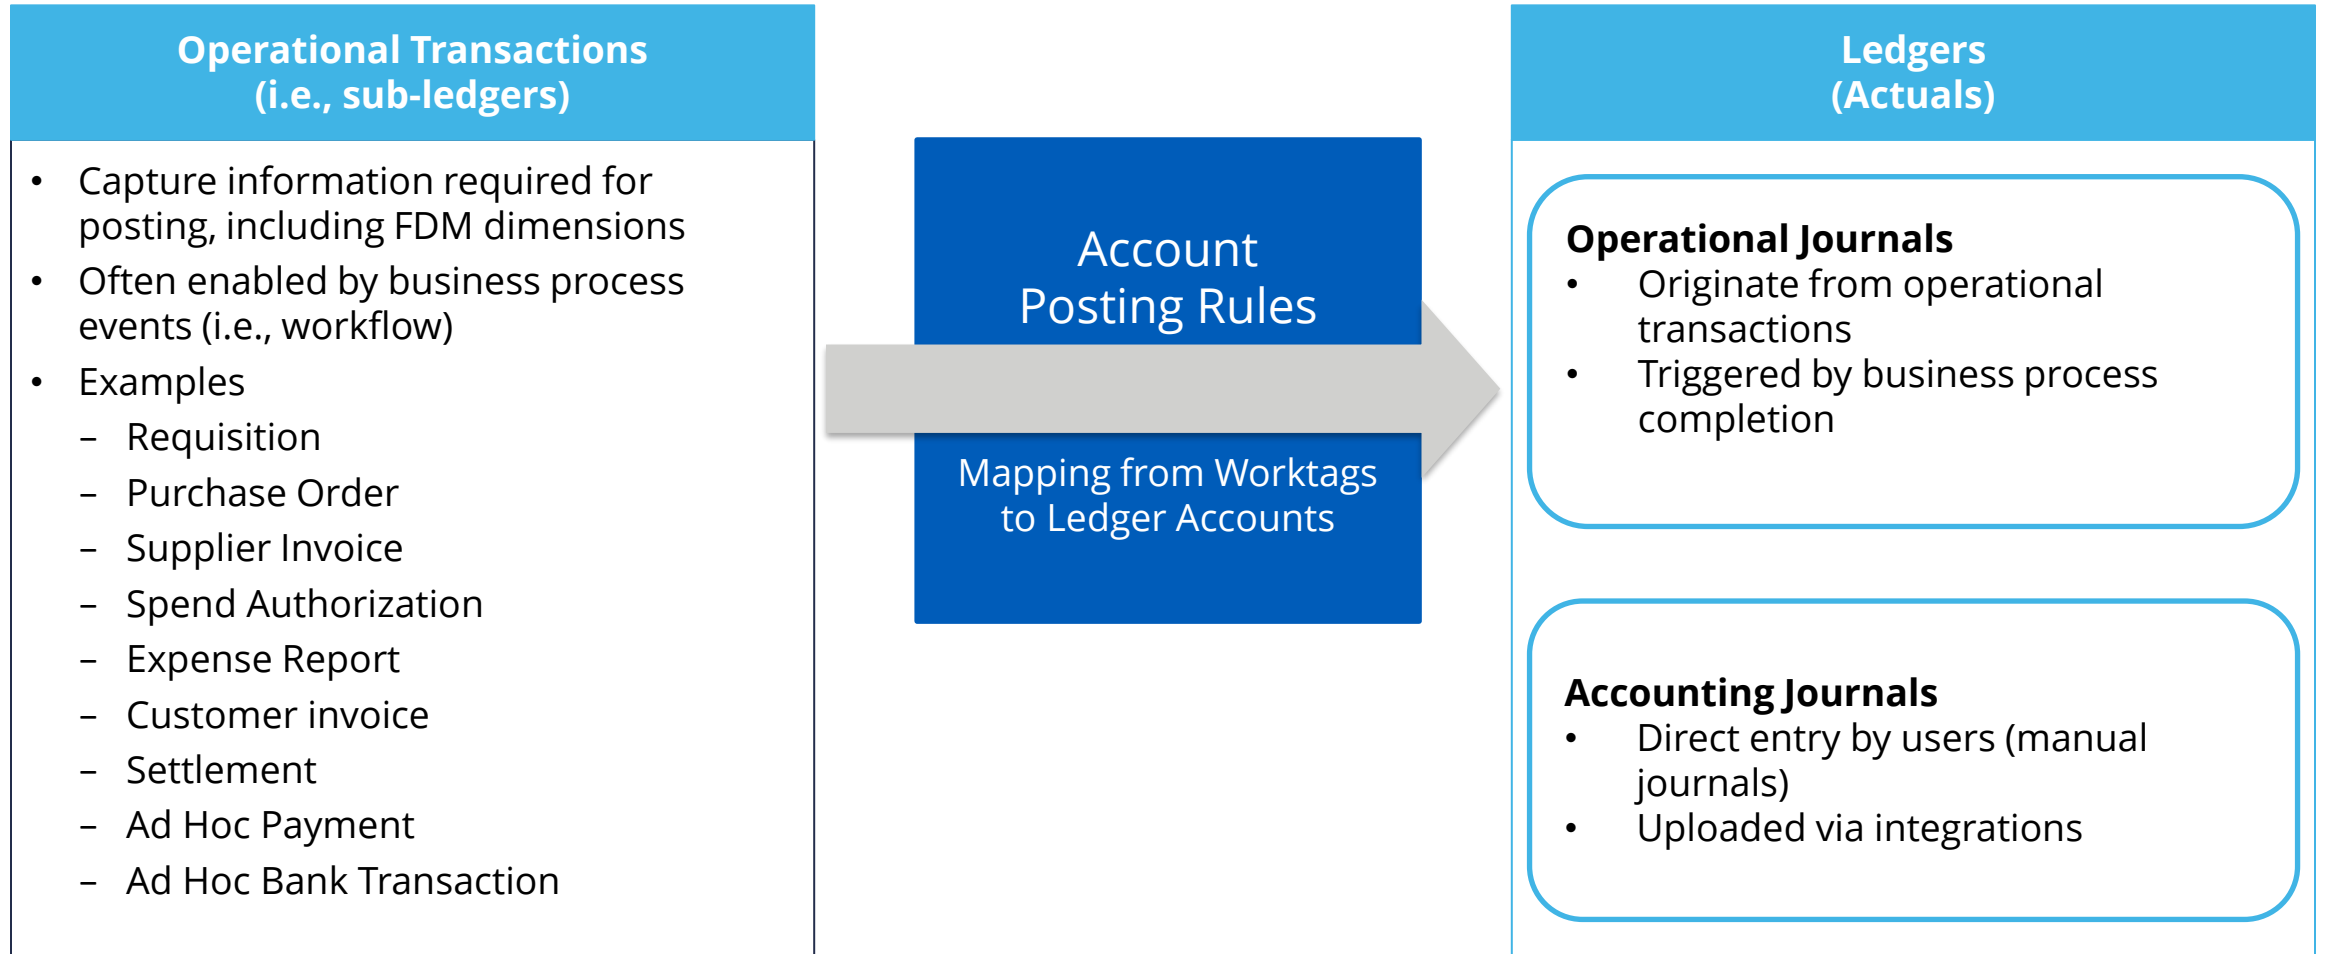 Operational Transactions
(i.e., sub-ledgers)
• Capture information required for
posting, including FDM dimensions
• Often enabled by business process
events (i.e., workflow)
• Examples
– Requisition
– Purchase Order
– Supplier Invoice
– Spend Authorization
– Expense Report
– Customer invoice
– Settlement
– Ad Hoc Payment
– Ad Hoc Bank Transaction
Account
Posting Rules
Mapping from Worktags
to Ledger Accounts
Ledgers
(Actuals)
Operational Journals
• Originate from operational
transactions
• Triggered by business process
completion
Accounting Journals
• Direct entry by users (manual
journals)
• Uploaded via integrations